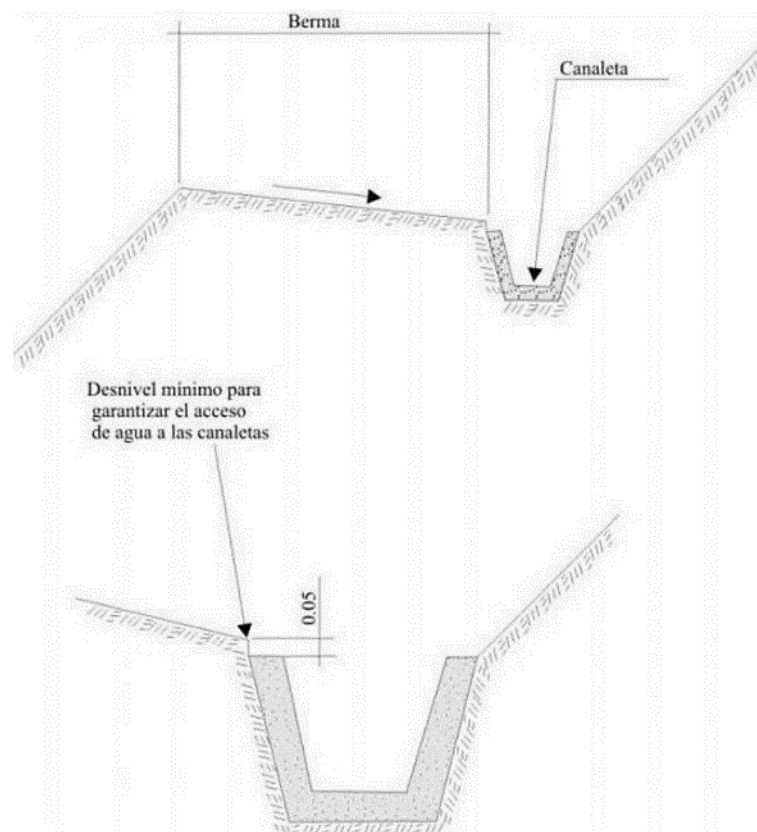 Berma
Canaleta
Desnivel mínimo para
garantizar el acceso
de agua a las canaletas
0.05